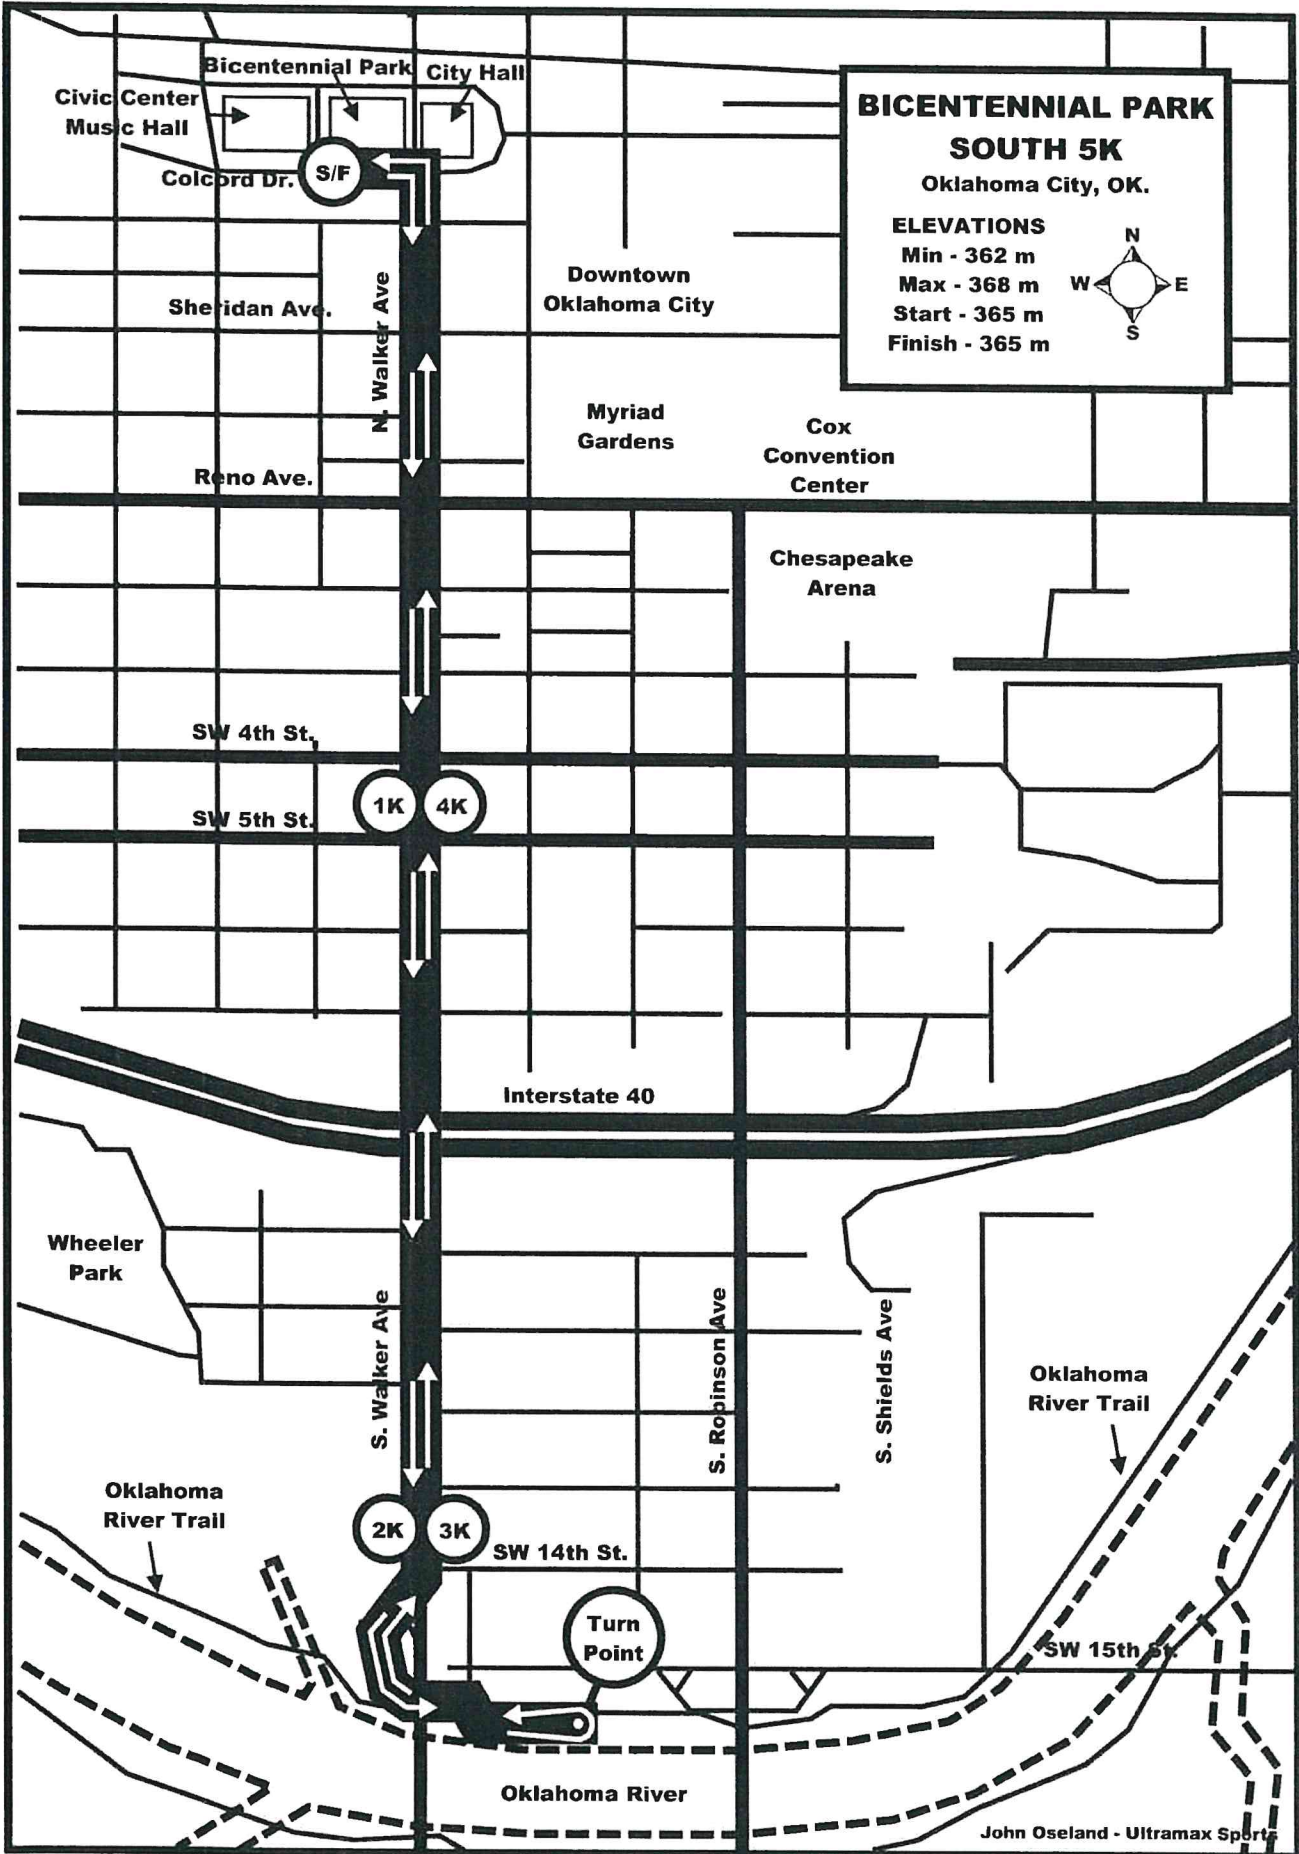 Bicentennial Park
City Hall
Civic Center
Music Hall
Colcord Dr.
S/F
BICENTENNIAL PARK
SOUTH 5K
Oklahoma City, OK.
ELEVATIONS
Min - 362 m
Max - 368 m
Start - 365 m
Finish - 365 m
N
W E
S
Downtown
Oklahoma City
Sheridan Ave.
N. Walker Ave
Myriad
Gardens
Cox
Convention
Center
Reno Ave.
Chesapeake
Arena
SW 4th St.
1K 4K
SW 5th St.
Interstate 40
Wheeler
Park
S. Walker Ave
S. Robinson Ave
S. Shields Ave
Oklahoma
River Trail
Oklahoma
River Trail
2K 3K
SW 14th St.
Turn
Point
SW 15th St.
Oklahoma River
John Oseland - Ultramax Sports